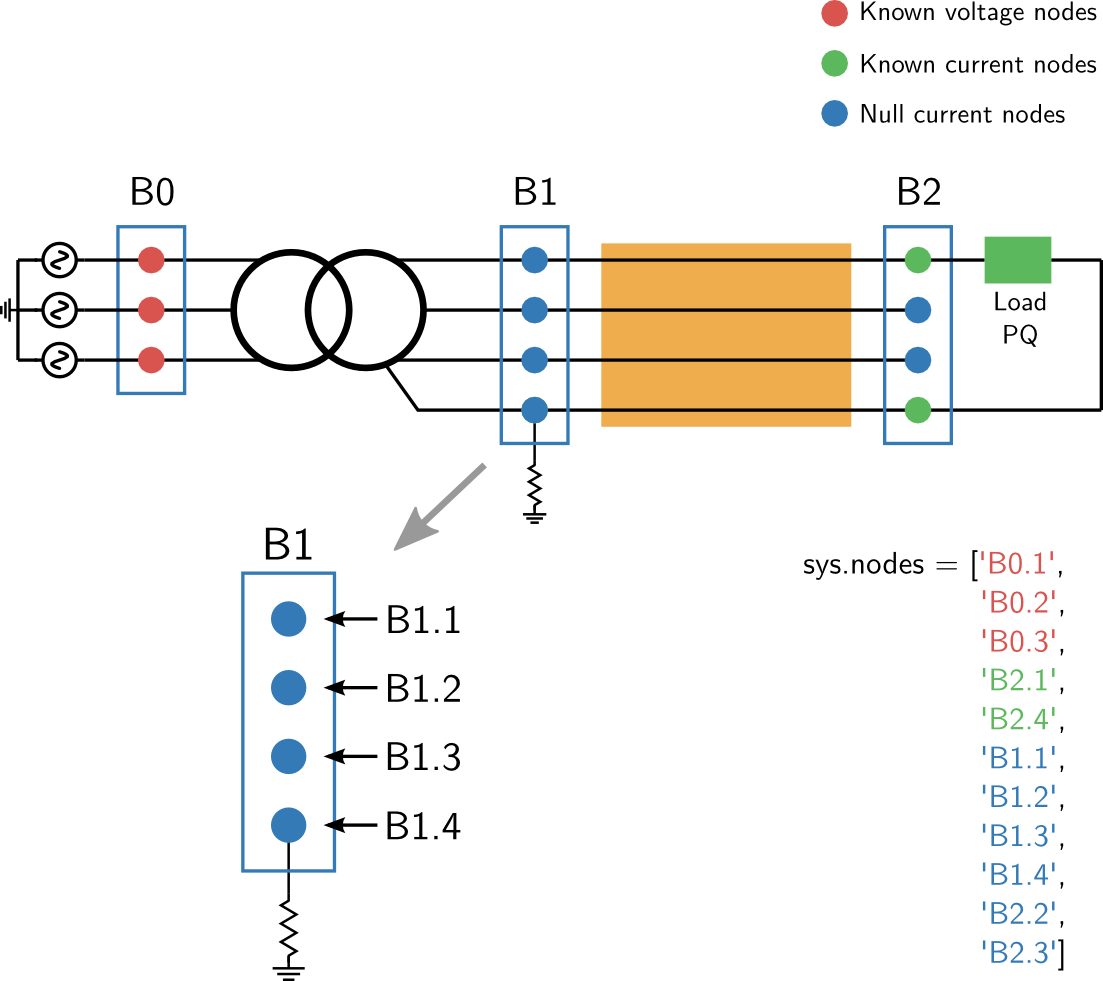 Known voltage nodes
Known current nodes
Null current nodes
B0
B1
B2
Load
PQ
B1
B1.1
B1.2
B1.3
B1.4
sys.nodes = ['B0.1',
'B0.2',
'B0.3',
'B2.1',
'B2.4',
'B1.1',
'B1.2',
'B1.3',
'B1.4',
'B2.2',
'B2.3']